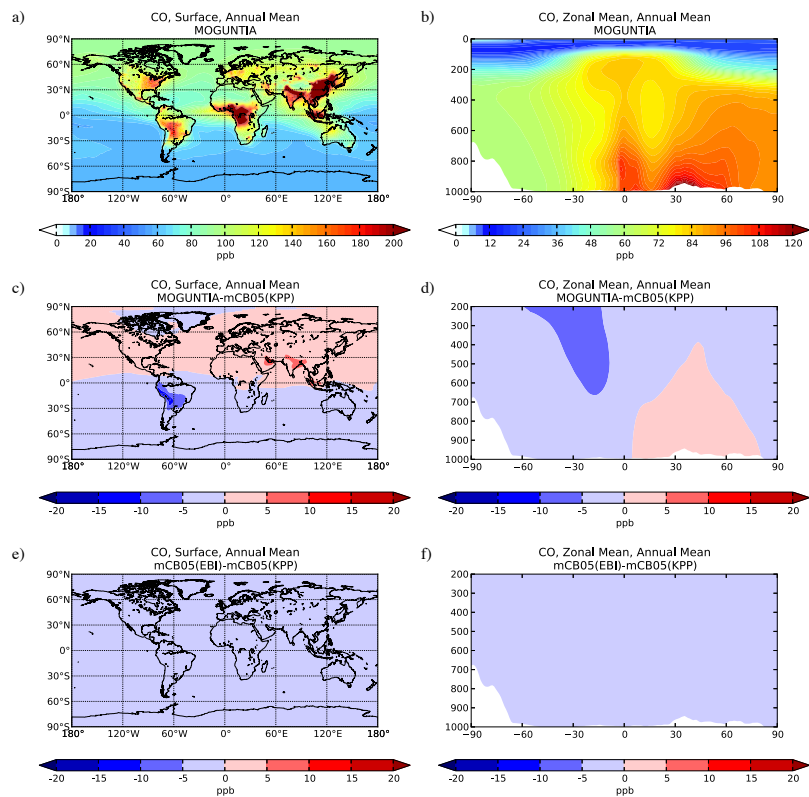 a)
CO, Surface, Annual Mean
MOGUNTIA
90°N
60°N
30°N
0°
30°S
60°S
90°S
180° 120°W 60°W 0° 60°E 120°E 180°
0 20 40 60 80 100 120 140 160 180 200
ppb
b)
CO, Zonal Mean, Annual Mean
MOGUNTIA
0
200
400
600
800
1000
−90 −60 −30 0 30 60 90
0 12 24 36 48 60 72 84 96 108 120
ppb
c)
CO, Surface, Annual Mean
MOGUNTIA-mCB05(KPP)
90°N
60°N
30°N
0°
30°S
60°S
90°S
180° 120°W 60°W 0° 60°E 120°E 180°
−20 −15 −10 −5 0 5 10 15 20
ppb
d)
CO, Zonal Mean, Annual Mean
MOGUNTIA-mCB05(KPP)
200
300
400
500
600
700
800
900
1000
−90 −60 −30 0 30 60 90
−20 −15 −10 −5 0 5 10 15 20
ppb
e)
CO, Surface, Annual Mean
mCB05(EBI)-mCB05(KPP)
90°N
60°N
30°N
0°
30°S
60°S
90°S
180° 120°W 60°W 0° 60°E 120°E 180°
−20 −15 −10 −5 0 5 10 15 20
ppb
f)
CO, Zonal Mean, Annual Mean
mCB05(EBI)-mCB05(KPP)
200
300
400
500
600
700
800
900
1000
−90 −60 −30 0 30 60 90
−20 −15 −10 −5 0 5 10 15 20
ppb